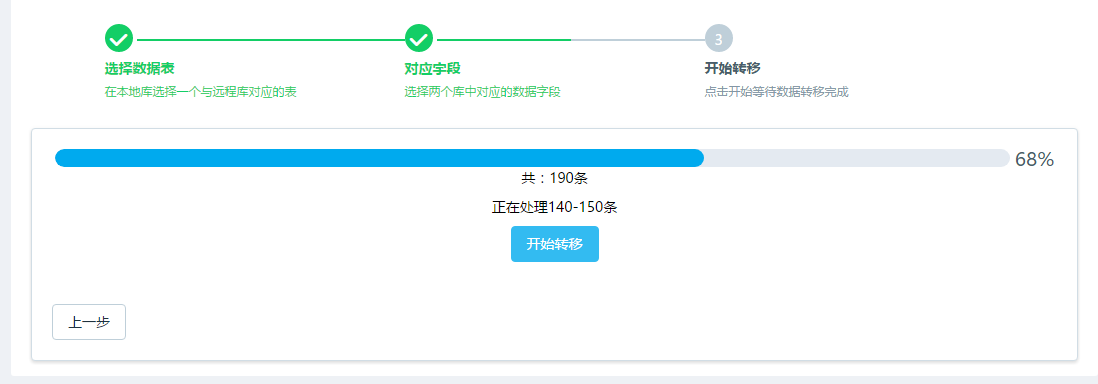 3
选择数据表
对应字段
开始转移
在本地库选择一个与远程库对应的表
选择两个库中对应的数据字段
点击开始等待数据转移完成
68%
共：190条
正在处理140-150条
开始转移
上一步